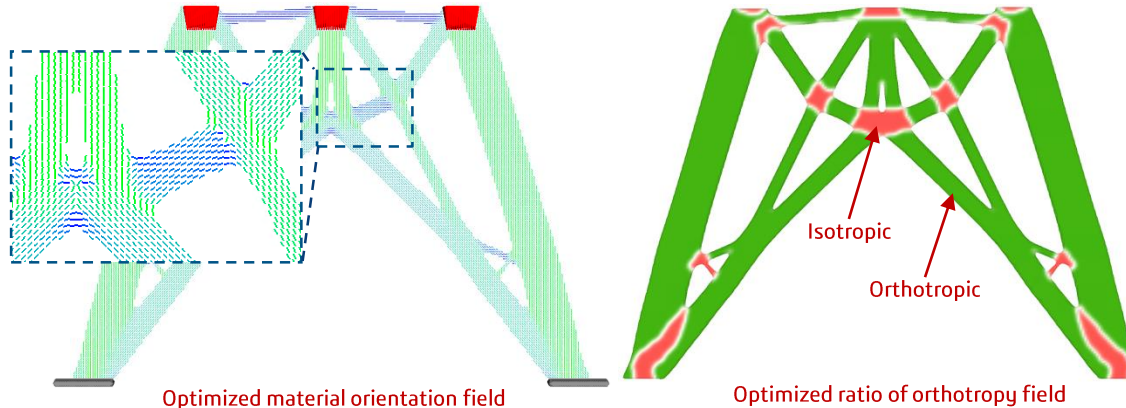 Isotropic
Orthotropic
Optimized material orientation field
Optimized ratio of orthotropy field